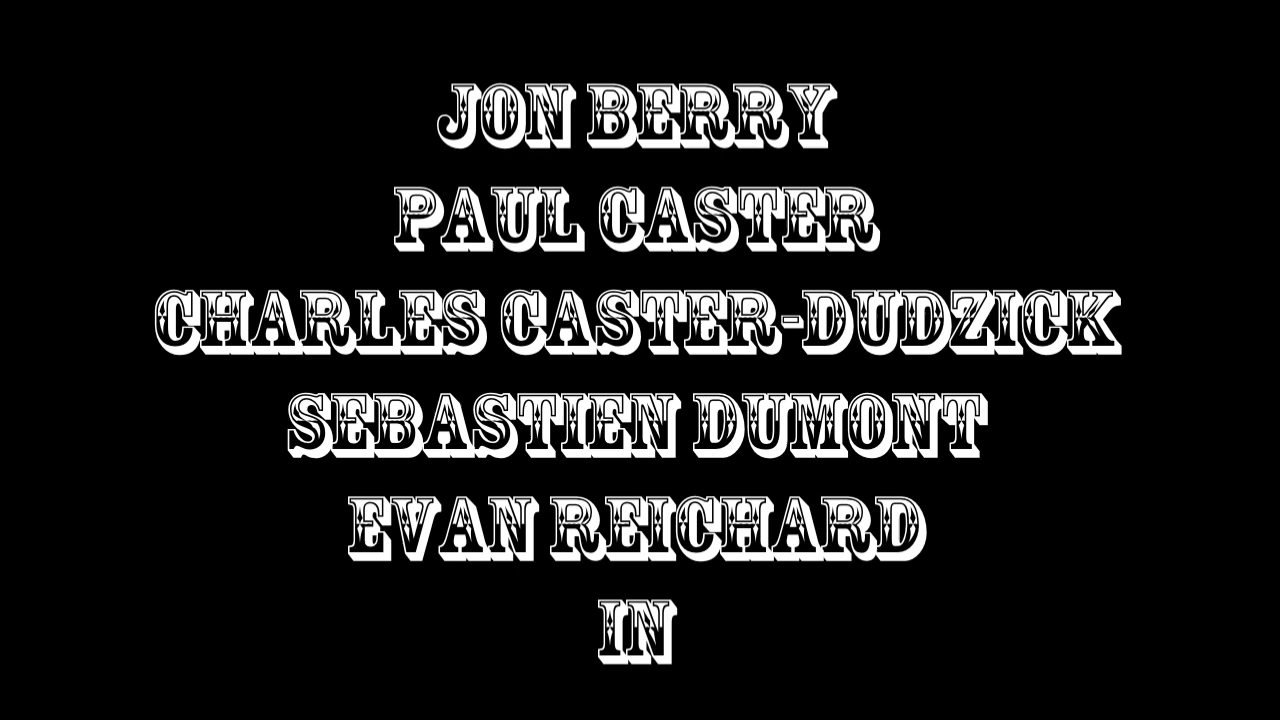 JON BERRY
PAUL CASTER
CHARLES CASTER-DUDZICK
SEBASTIEN DUMONT
EVAN REICHARD
IN